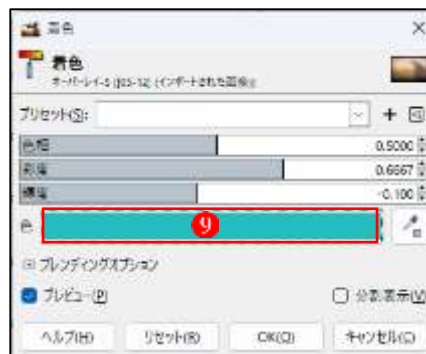 着色
着色
オーバーレイ-S (j05-12) (インポートされた画像)
プリセット(S):
色相 0.5000
彩度 0.6667
輝度 -0.100
色 9
ブレンディングオプション
プレビュー(P) 分割表示(V)
ヘルプ(H) リセット(R) OK(O) キャンセル(C)